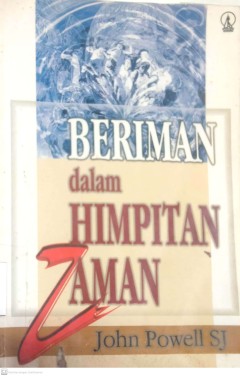 BERIMAN
dalam
HIMPITAN
ZAMAN
John Powell SJ